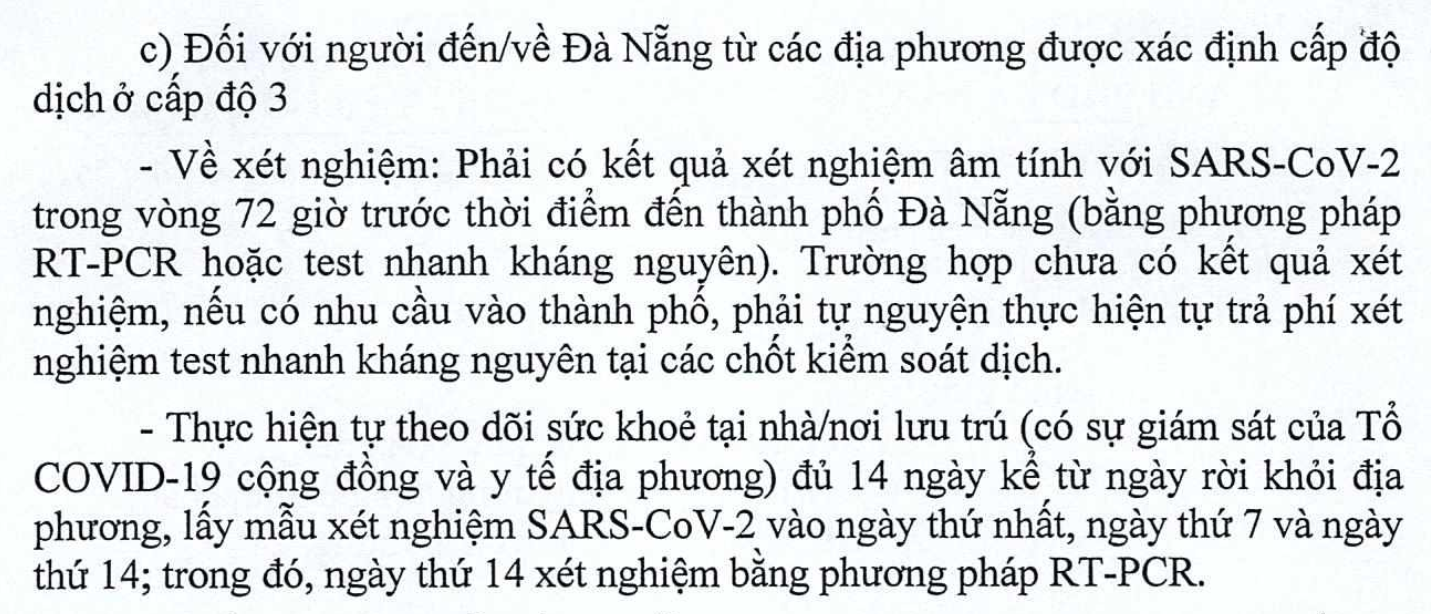 c) Đối với người đến/về Đà Nẵng từ các địa phương được xác định cấp độ
dịch ở cấp độ 3
- Về xét nghiệm: Phải có kết quả xét nghiệm âm tính với SARS-CoV-2
trong vòng 72 giờ trước thời điểm đến thành phố Đà Nẵng (bằng phương pháp
RT-PCR hoặc test nhanh kháng nguyên). Trường hợp chưa có kết quả xét
nghiệm, nếu có nhu cầu vào thành phố, phải tự nguyện thực hiện tự trả phí xét
nghiệm test nhanh kháng nguyên tại các chốt kiểm soát dịch.
- Thực hiện tự theo dõi sức khoẻ tại nhà/nơi lưu trú (có sự giám sát của Tổ
COVID-19 cộng đồng và y tế địa phương) đủ 14 ngày kể từ ngày rời khỏi địa
phương, lấy mẫu xét nghiệm SARS-CoV-2 vào ngày thứ nhất, ngày thứ 7 và ngày
thứ 14; trong đó, ngày thứ 14 xét nghiệm bằng phương pháp RT-PCR.